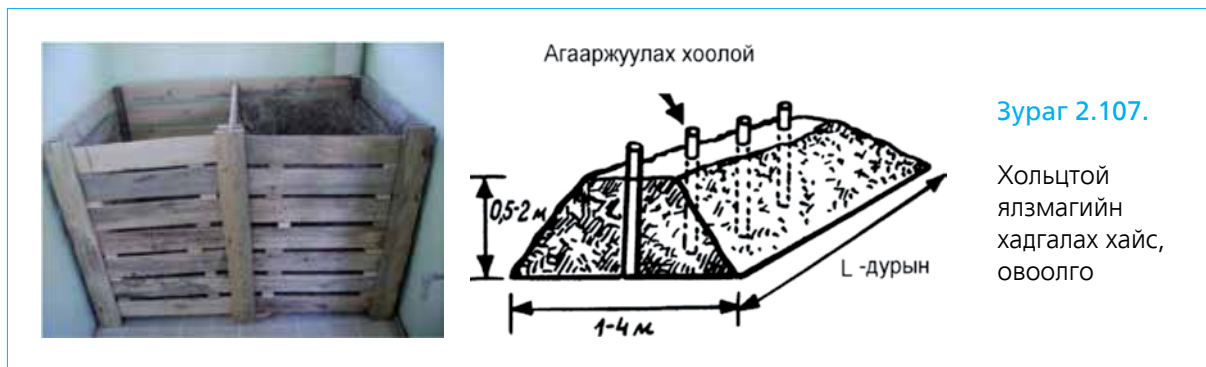 Агааржуулах хоолой
0,5-2 м
1-4 м
L -дурын
Зураг 2.107.
Хольцтой
ялзмагийн
хадгалах хайс,
овоолго